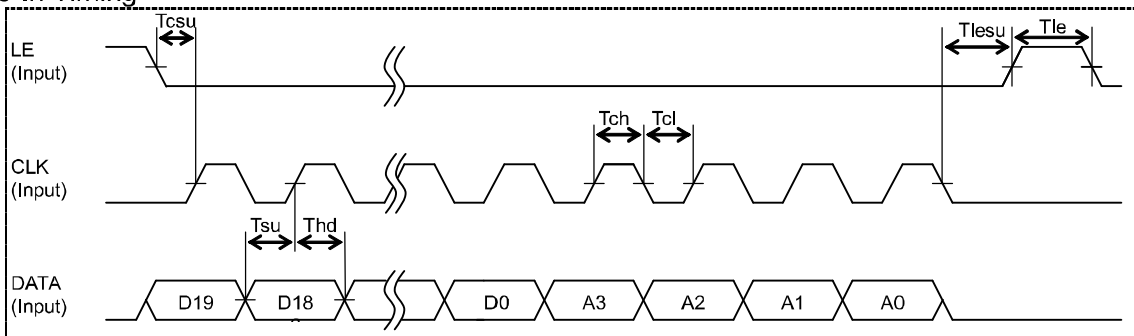 Tcsu
Tlesu
Tle
LE
(Input)
Tch
Tcl
CLK
(Input)
Tsu
Thd
DATA
(Input)
D19
D18
D0
A3
A2
A1
A0